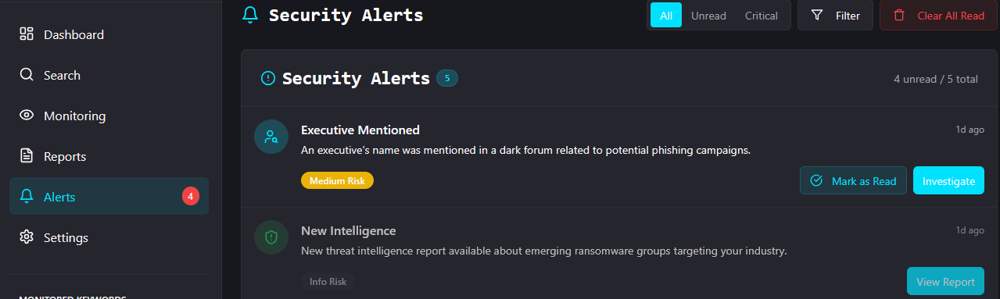 Security Alerts
All Unread Critical
Filter
Clear All Read
Dashboard
Search
Monitoring
Reports
Alerts 4
Settings
MONITORED KEYWORDS
Security Alerts 5
4 unread / 5 total
Executive Mentioned
1d ago
An executive's name was mentioned in a dark forum related to potential phishing campaigns.
Medium Risk
Mark as Read
Investigate
New Intelligence
1d ago
New threat intelligence report available about emerging ransomware groups targeting your industry.
Info Risk
View Report